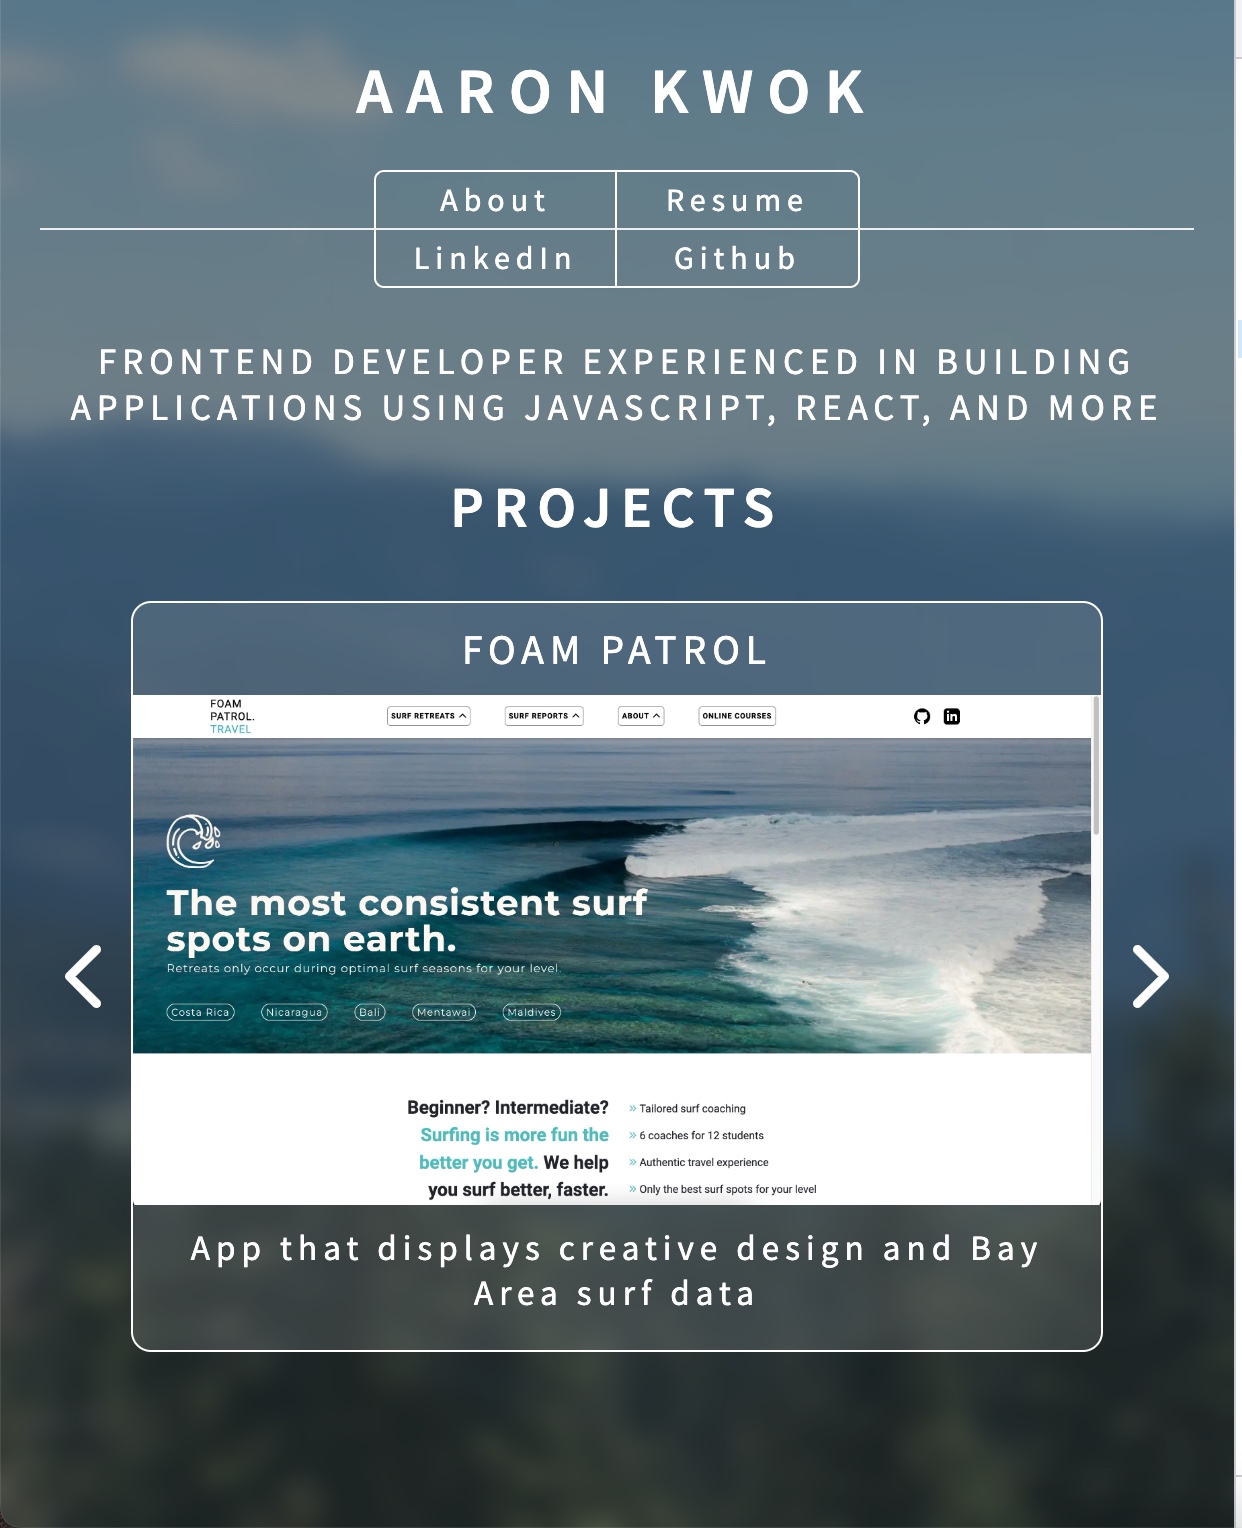 AARON KWOK
About
Resume
LinkedIn
Github
FRONTEND DEVELOPER EXPERIENCED IN BUILDING
APPLICATIONS USING JAVASCRIPT, REACT, AND MORE
PROJECTS
FOAM PATROL
FOAM
PATROL.
TRAVEL
SURF RETREATS
SURF REPORTS
ABOUT
ONLINE COURSES
in
The most consistent surf
spots on earth.
Retreats only occur during optimal surf seasons for your level.
Costa Rica
Nicaragua
Bali
Mentawai
Maldives
Beginner? Intermediate?
Surfing is more fun the
better you get. We help
you surf better, faster.
» Tailored surf coaching
» 6 coaches for 12 students
» Authentic travel experience
» Only the best surf spots for your level
App that displays creative design and Bay
Area surf data